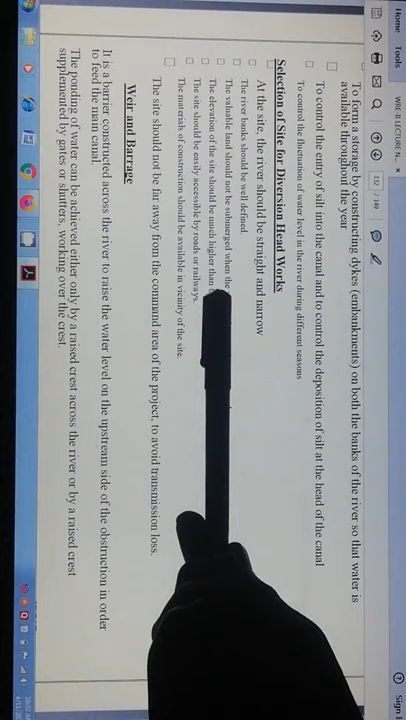 Home Tools
WRE-II LECTURE N... ×
Sign
132 / 149
To form a storage by constructing dykes (embankments) on both the banks of the river so that water is
available throughout the year
To control the entry of silt into the canal and to control the deposition of silt at the head of the canal
To control the fluctuation of water level in the river during different seasons
Selection of Site for Diversion Head Works
At the site, the river should be straight and narrow
The river banks should be well defined.
The valuable land should not be submerged when the
The elevation of the site should be much higher than
The site should be easily accessible by roads or railways.
The materials of construction should be available in vicinity of the site.
The site should not be far away from the command area of the project, to avoid transmission loss.
Weir and Barrage
It is a barrier constructed across the river to raise the water level on the upstream side of the obstruction in order
to feed the main canal.
The ponding of water can be achieved either only by a raised crest across the river or by a raised crest
supplemented by gates or shutters, working over the crest.